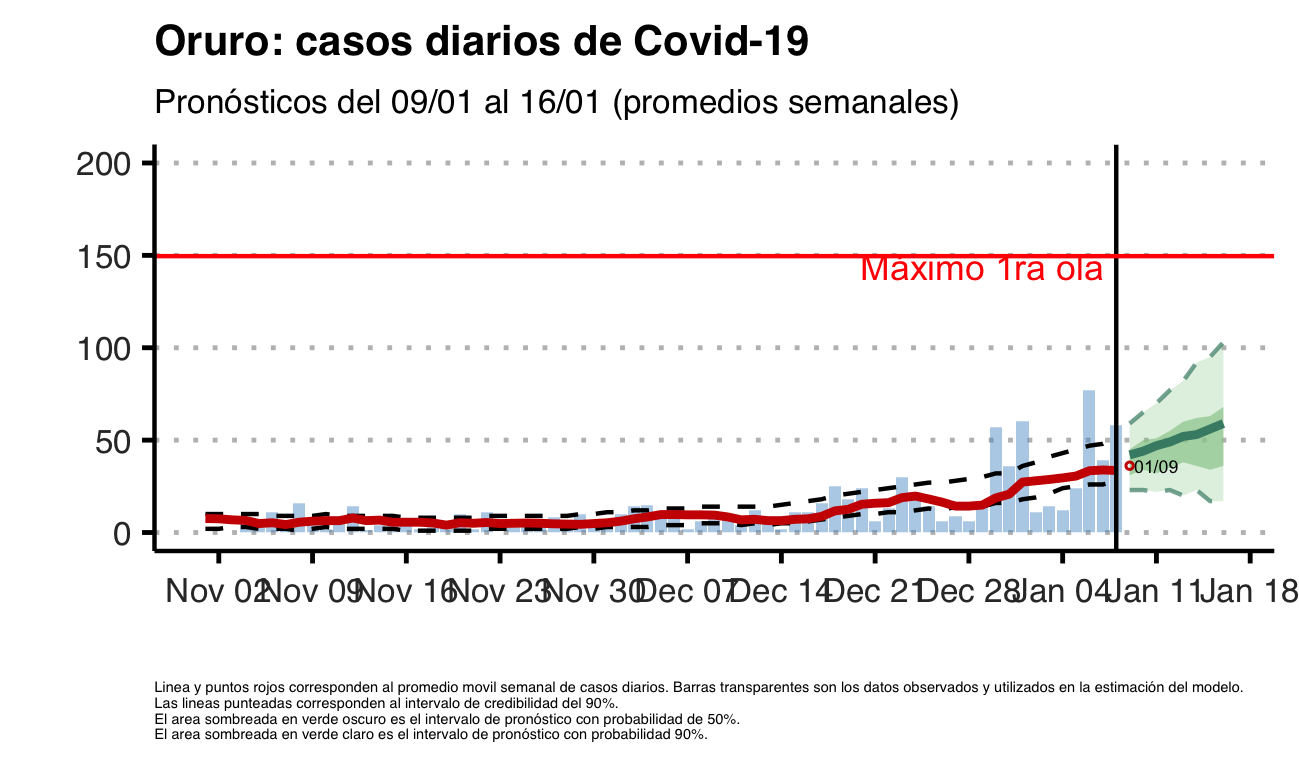 Oruro: casos diarios de Covid-19
Pronósticos del 09/01 al 16/01 (promedios semanales)
200
150
Máximo 1ra ola
100
50
01/09
0
Nov 02
Nov 09
Nov 16
Nov 23
Nov 30
Dec 07
Dec 14
Dec 21
Dec 28
Jan 04
Jan 11
Jan 18
Linea y puntos rojos corresponden al promedio movil semanal de casos diarios. Barras transparentes son los datos observados y utilizados en la estimación del modelo.
Las lineas punteadas corresponden al intervalo de credibilidad del 90%.
El area sombreada en verde oscuro es el intervalo de pronóstico con probabilidad de 50%.
El area sombreada en verde claro es el intervalo de pronóstico con probabilidad 90%.